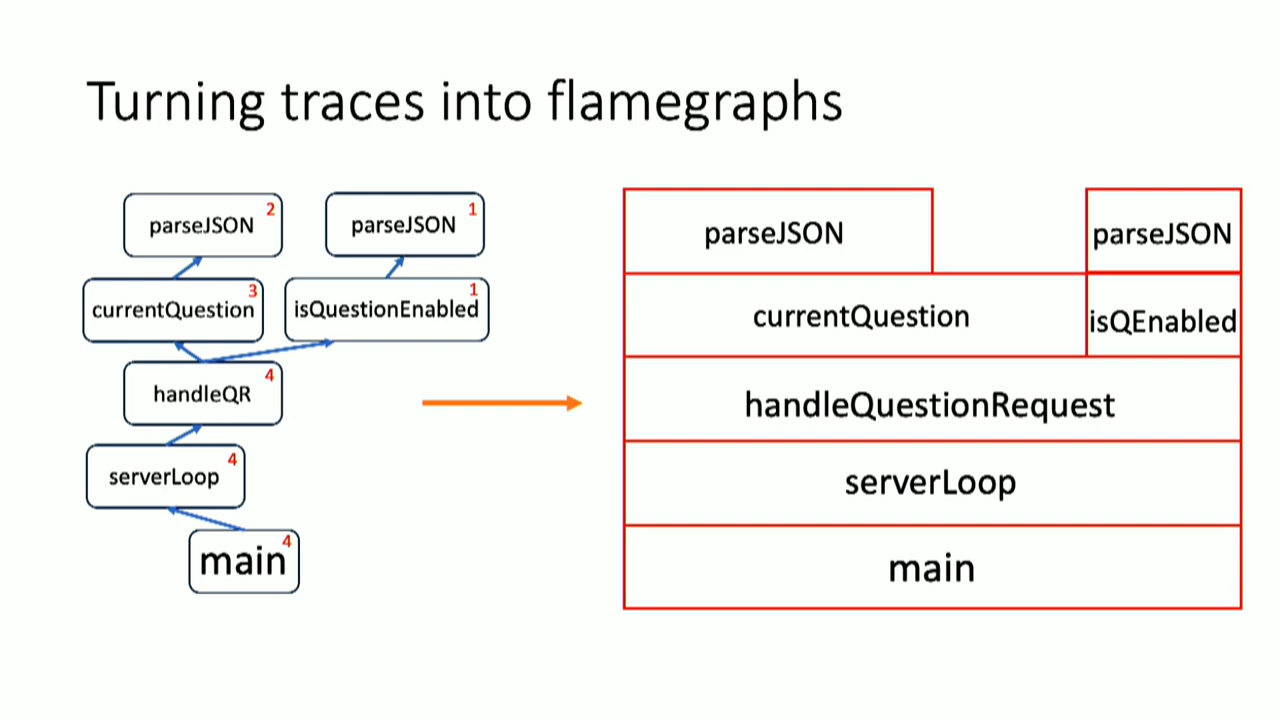 Turning traces into flamegraphs
parseJSON 2
parseJSON 1
currentQuestion 3
isQuestionEnabled 1
handleQR 4
serverLoop 4
main 4
parseJSON
parseJSON
currentQuestion
isQEnabled
handleQuestionRequest
serverLoop
main